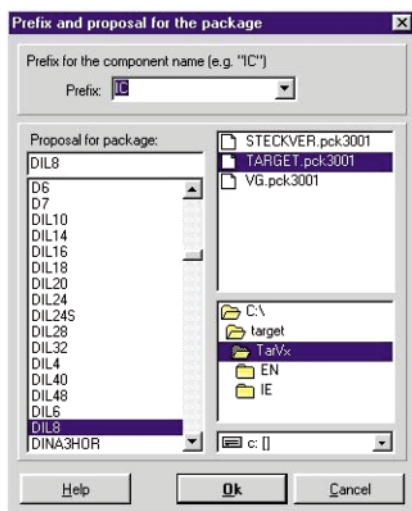 Prefix and proposal for the package
Prefix for the component name (e.g. "IC")
Prefix: IC
Proposal for package:
DIL8
D6
D7
DIL10
DIL14
DIL16
DIL18
DIL20
DIL24
DIL24S
DIL28
DIL32
DIL4
DIL40
DIL48
DIL6
DIL8
DINA3HOR
STECKVER.pck3001
TARGET.pck3001
VG.pck3001
C:\
target
TarVx
EN
IE
c: []
Help
Ok
Cancel